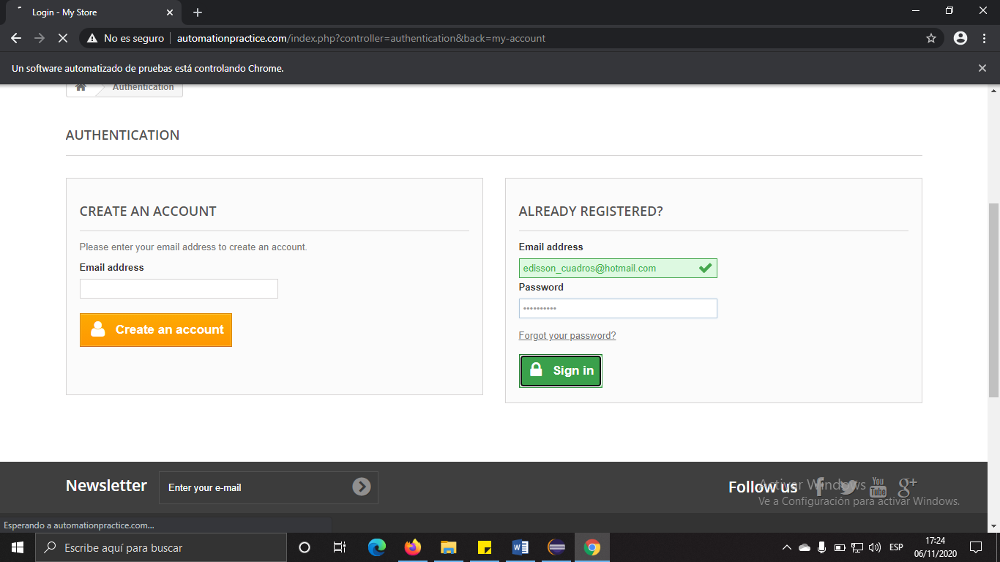 Login - My Store
No es seguro
automationpractice.com/index.php?controller=authentication&back=my-account
Un software automatizado de pruebas está controlando Chrome.
Authentication
AUTHENTICATION
CREATE AN ACCOUNT
Please enter your email address to create an account.
Email address
Create an account
ALREADY REGISTERED?
Email address
edisson_cuadros@hotmail.com
Password
••••••••••
Forgot your password?
Sign in
Newsletter
Enter your e-mail
Follow us
You
Tube
g+
Activar Windows
Ve a Configuración para activar Windows.
Esperando a automationpractice.com...
Escribe aquí para buscar
ESP
17:24
06/11/2020